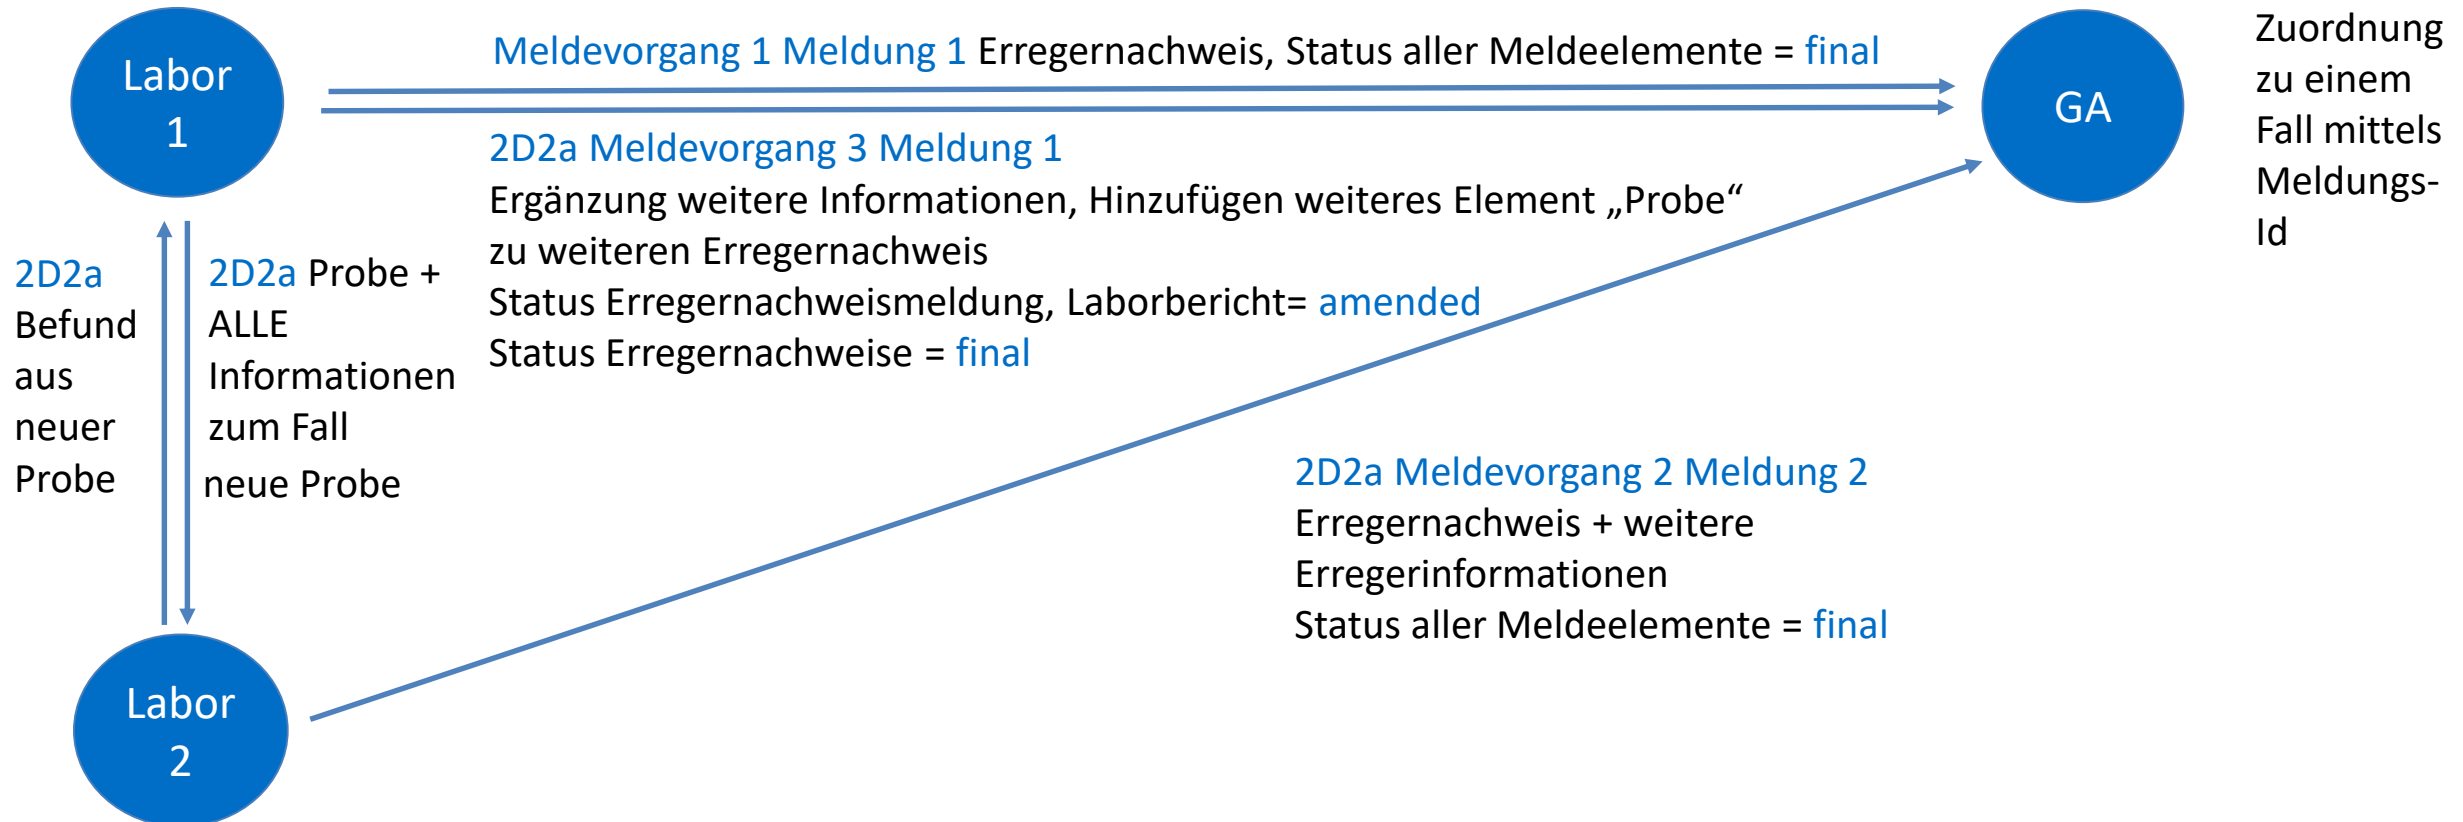 Labor
1
Meldevorgang 1 Meldung 1 Erregernachweis, Status aller Meldeelemente = final
GA
Zuordnung
zu einem
Fall mittels
Meldungs-
Id
2D2a Meldevorgang 3 Meldung 1
Ergänzung weitere Informationen, Hinzufügen weiteres Element „Probe“
zu weiteren Erregernachweis
Status Erregernachweismeldung, Laborbericht= amended
Status Erregernachweise = final
2D2a
Befund
aus
neuer
Probe
2D2a Probe +
ALLE
Informationen
zum Fall
neue Probe
2D2a Meldevorgang 2 Meldung 2
Erregernachweis + weitere
Erregerinformationen
Status aller Meldeelemente = final
Labor
2